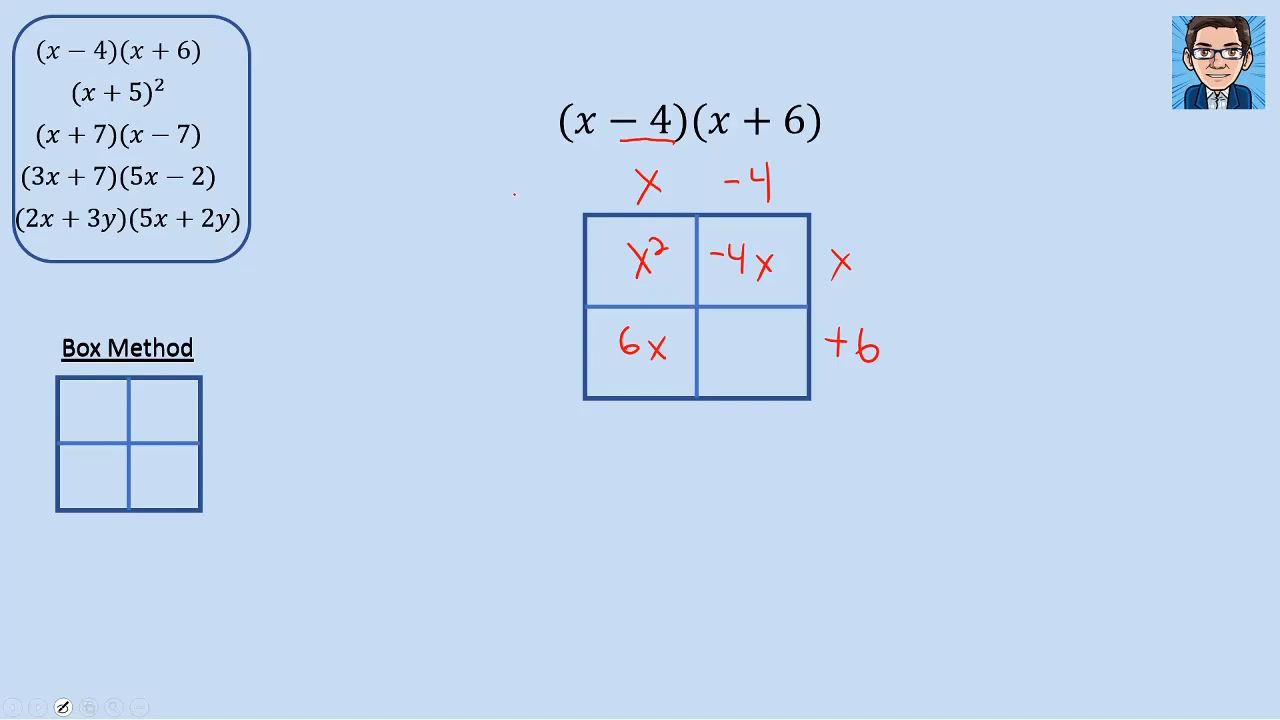 (x − 4)(x + 6)
(x + 5)²
(x + 7)(x − 7)
(3x + 7)(5x − 2)
(2x + 3y)(5x + 2y)
Box Method
(x − 4)(x + 6)
x -4
x² -4x x
6x +6